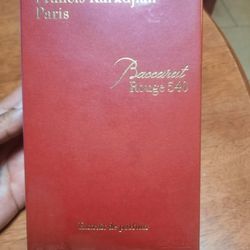 Francis Kurkdjian
Paris
Baccarat
Rouge 540
Extrait de parfum